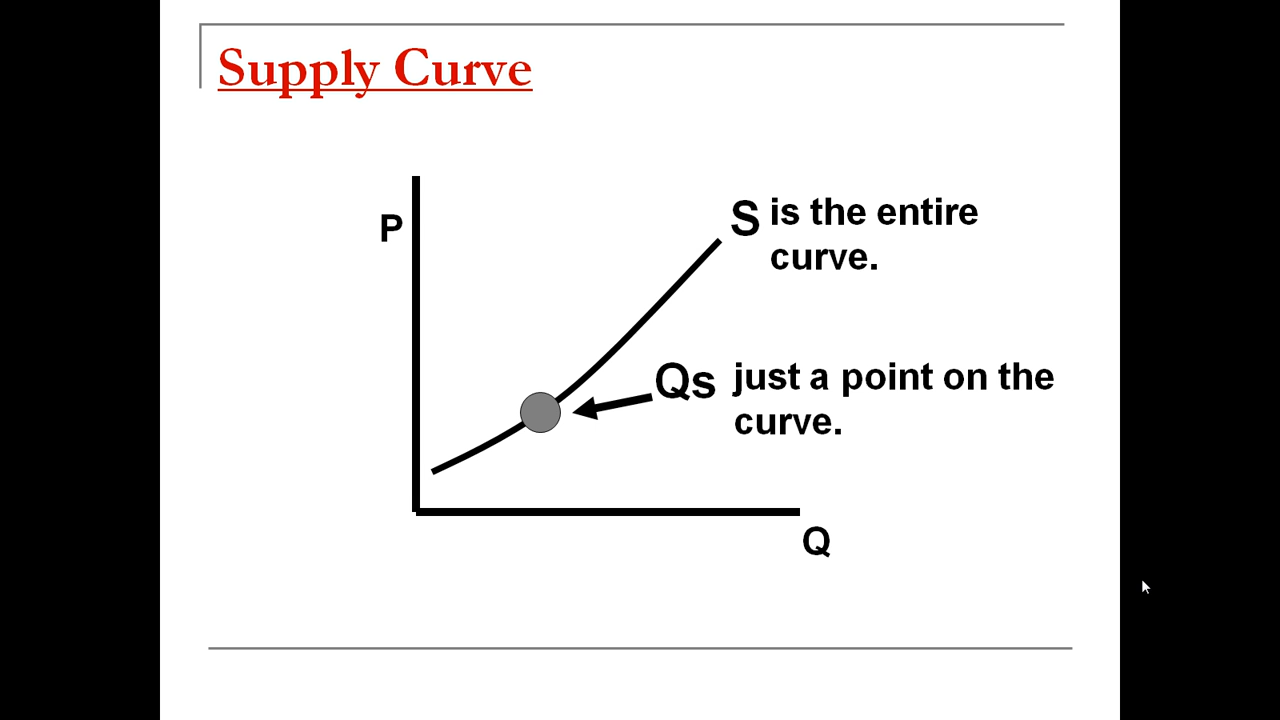 Supply Curve
P
S is the entire
curve.
Qs just a point on the
curve.
Q